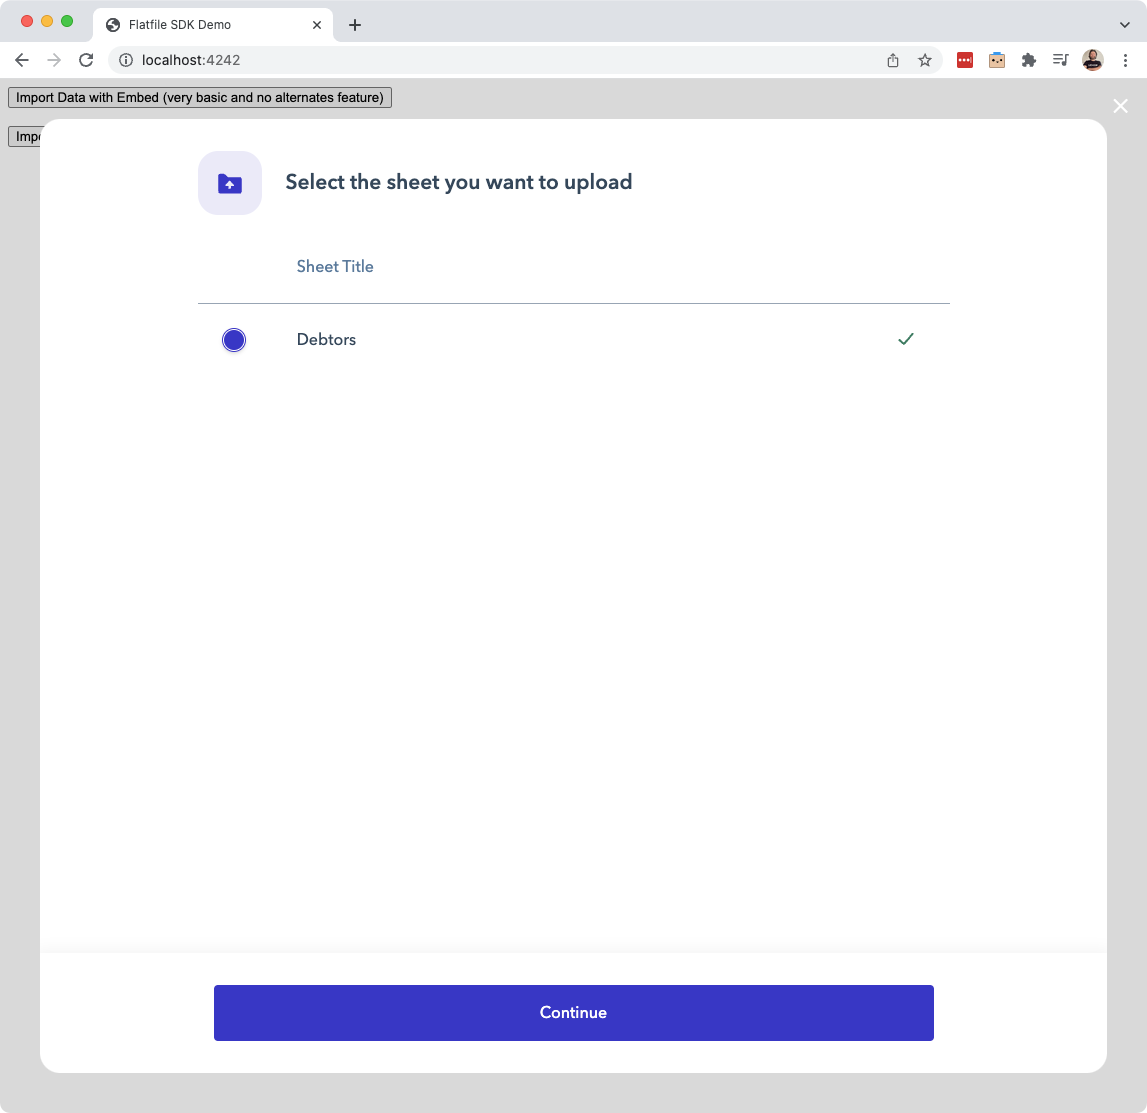 Flatfile SDK Demo
localhost:4242
Import Data with Embed (very basic and no alternates feature)
Impo
Select the sheet you want to upload
Sheet Title
Debtors
Continue